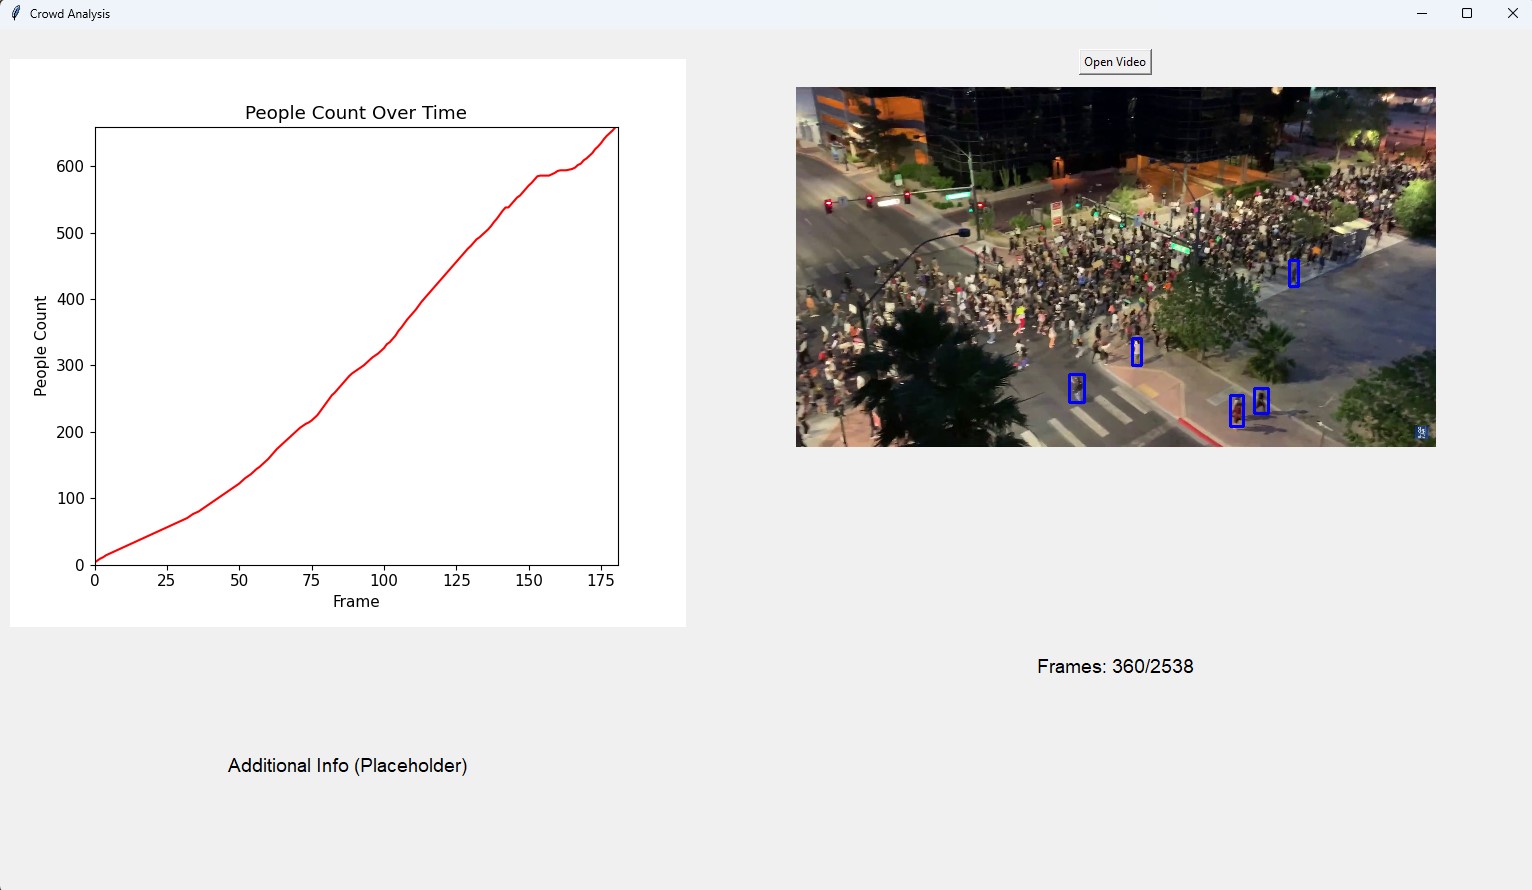 Crowd Analysis
Open Video
People Count Over Time
600
500
400
300
200
100
0
People Count
0 25 50 75 100 125 150 175
Frame
Frames: 360/2538
Additional Info (Placeholder)